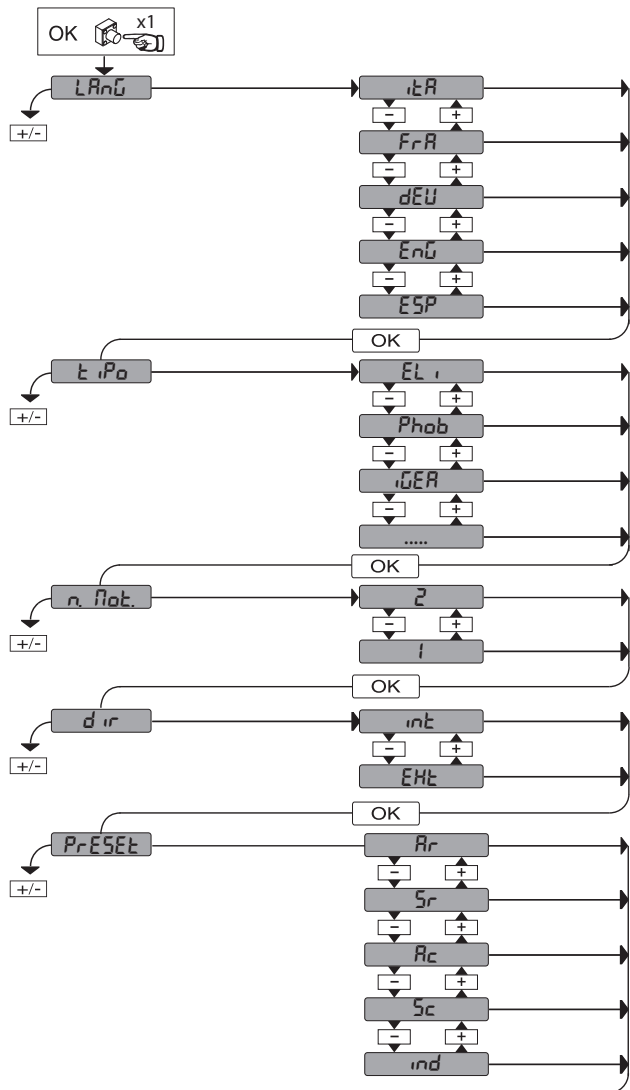 OK x1
LAnG
+/-
itA
- +
FrA
- +
dEU
- +
EnG
- +
ESP
OK
tiPo
+/-
ELi
- +
Phob
- +
iGEA
- +
.....
OK
n. Mot.
+/-
2
- +
1
OK
dir
+/-
int
- +
EHt
OK
PrESEt
+/-
Ar
- +
Sr
- +
Ac
- +
Sc
- +
ind